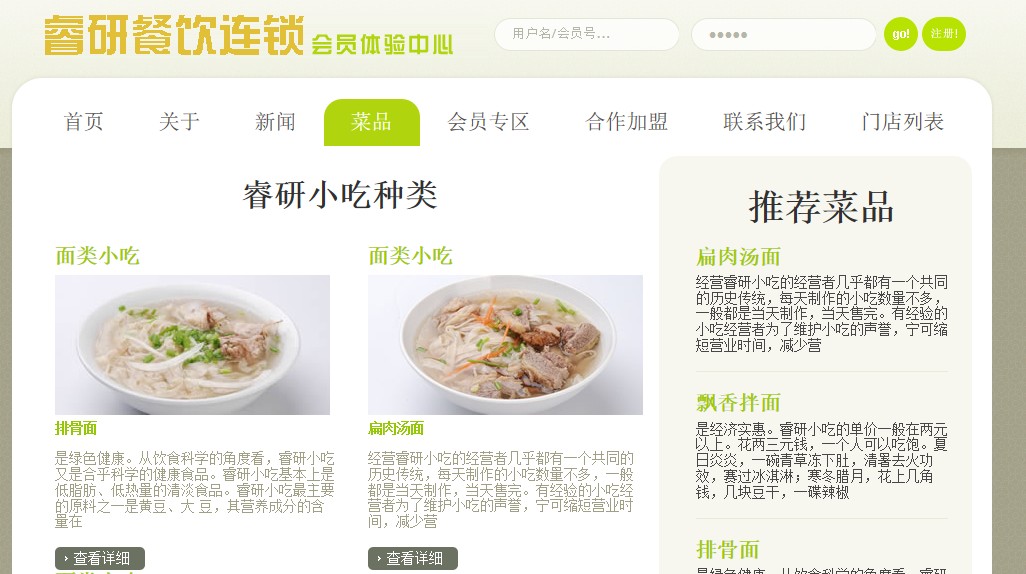 睿研餐饮连锁 会员体验中心
用户名/会员号...
●●●●●
go!
注册!
首页 关于 新闻 菜品 会员专区 合作加盟 联系我们 门店列表
睿研小吃种类
面类小吃
排骨面
是绿色健康。从饮食科学的角度看，睿研小吃
又是合乎科学的健康食品。睿研小吃基本上是
低脂肪、低热量的清淡食品。睿研小吃最主要
的原料之一是黄豆、大 豆，其营养成分的含
量在
› 查看详细
面类小吃
扁肉汤面
经营睿研小吃的经营者几乎都有一个共同的
历史传统，每天制作的小吃数量不多，一般
都是当天制作，当天售完。有经验的小吃经
营者为了维护小吃的声誉，宁可缩短营业时
间，减少营
› 查看详细
推荐菜品
扁肉汤面
经营睿研小吃的经营者几乎都有一个共同
的历史传统，每天制作的小吃数量不多，
一般都是当天制作，当天售完。有经验的
小吃经营者为了维护小吃的声誉，宁可缩
短营业时间，减少营
飘香拌面
是经济实惠。睿研小吃的单价一般在两元
以上。花两三元钱，一个人可以吃饱。夏
日炎炎，一碗青草冻下肚，清暑去火功
效，赛过冰淇淋；寒冬腊月，花上几角
钱，几块豆干，一碟辣椒
排骨面